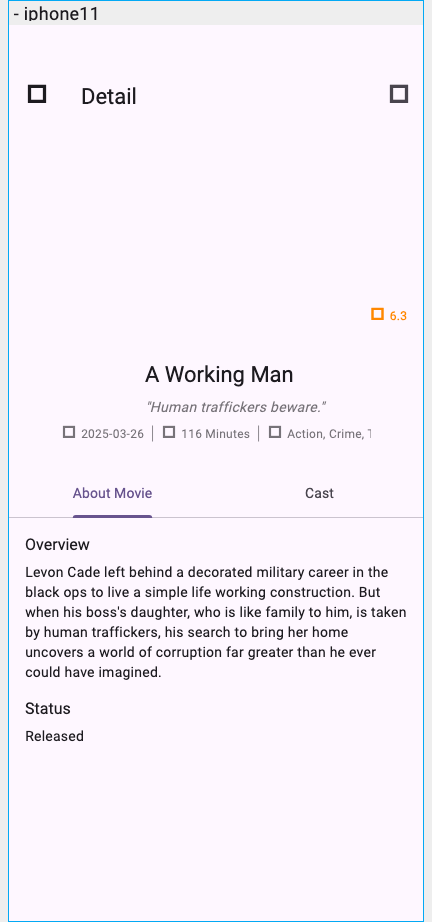 - iphone11
Detail
6.3
A Working Man
"Human traffickers beware."
2025-03-26 | 116 Minutes | Action, Crime,
About Movie Cast
Overview
Levon Cade left behind a decorated military career in the
black ops to live a simple life working construction. But
when his boss's daughter, who is like family to him, is taken
by human traffickers, his search to bring her home
uncovers a world of corruption far greater than he ever
could have imagined.
Status
Released